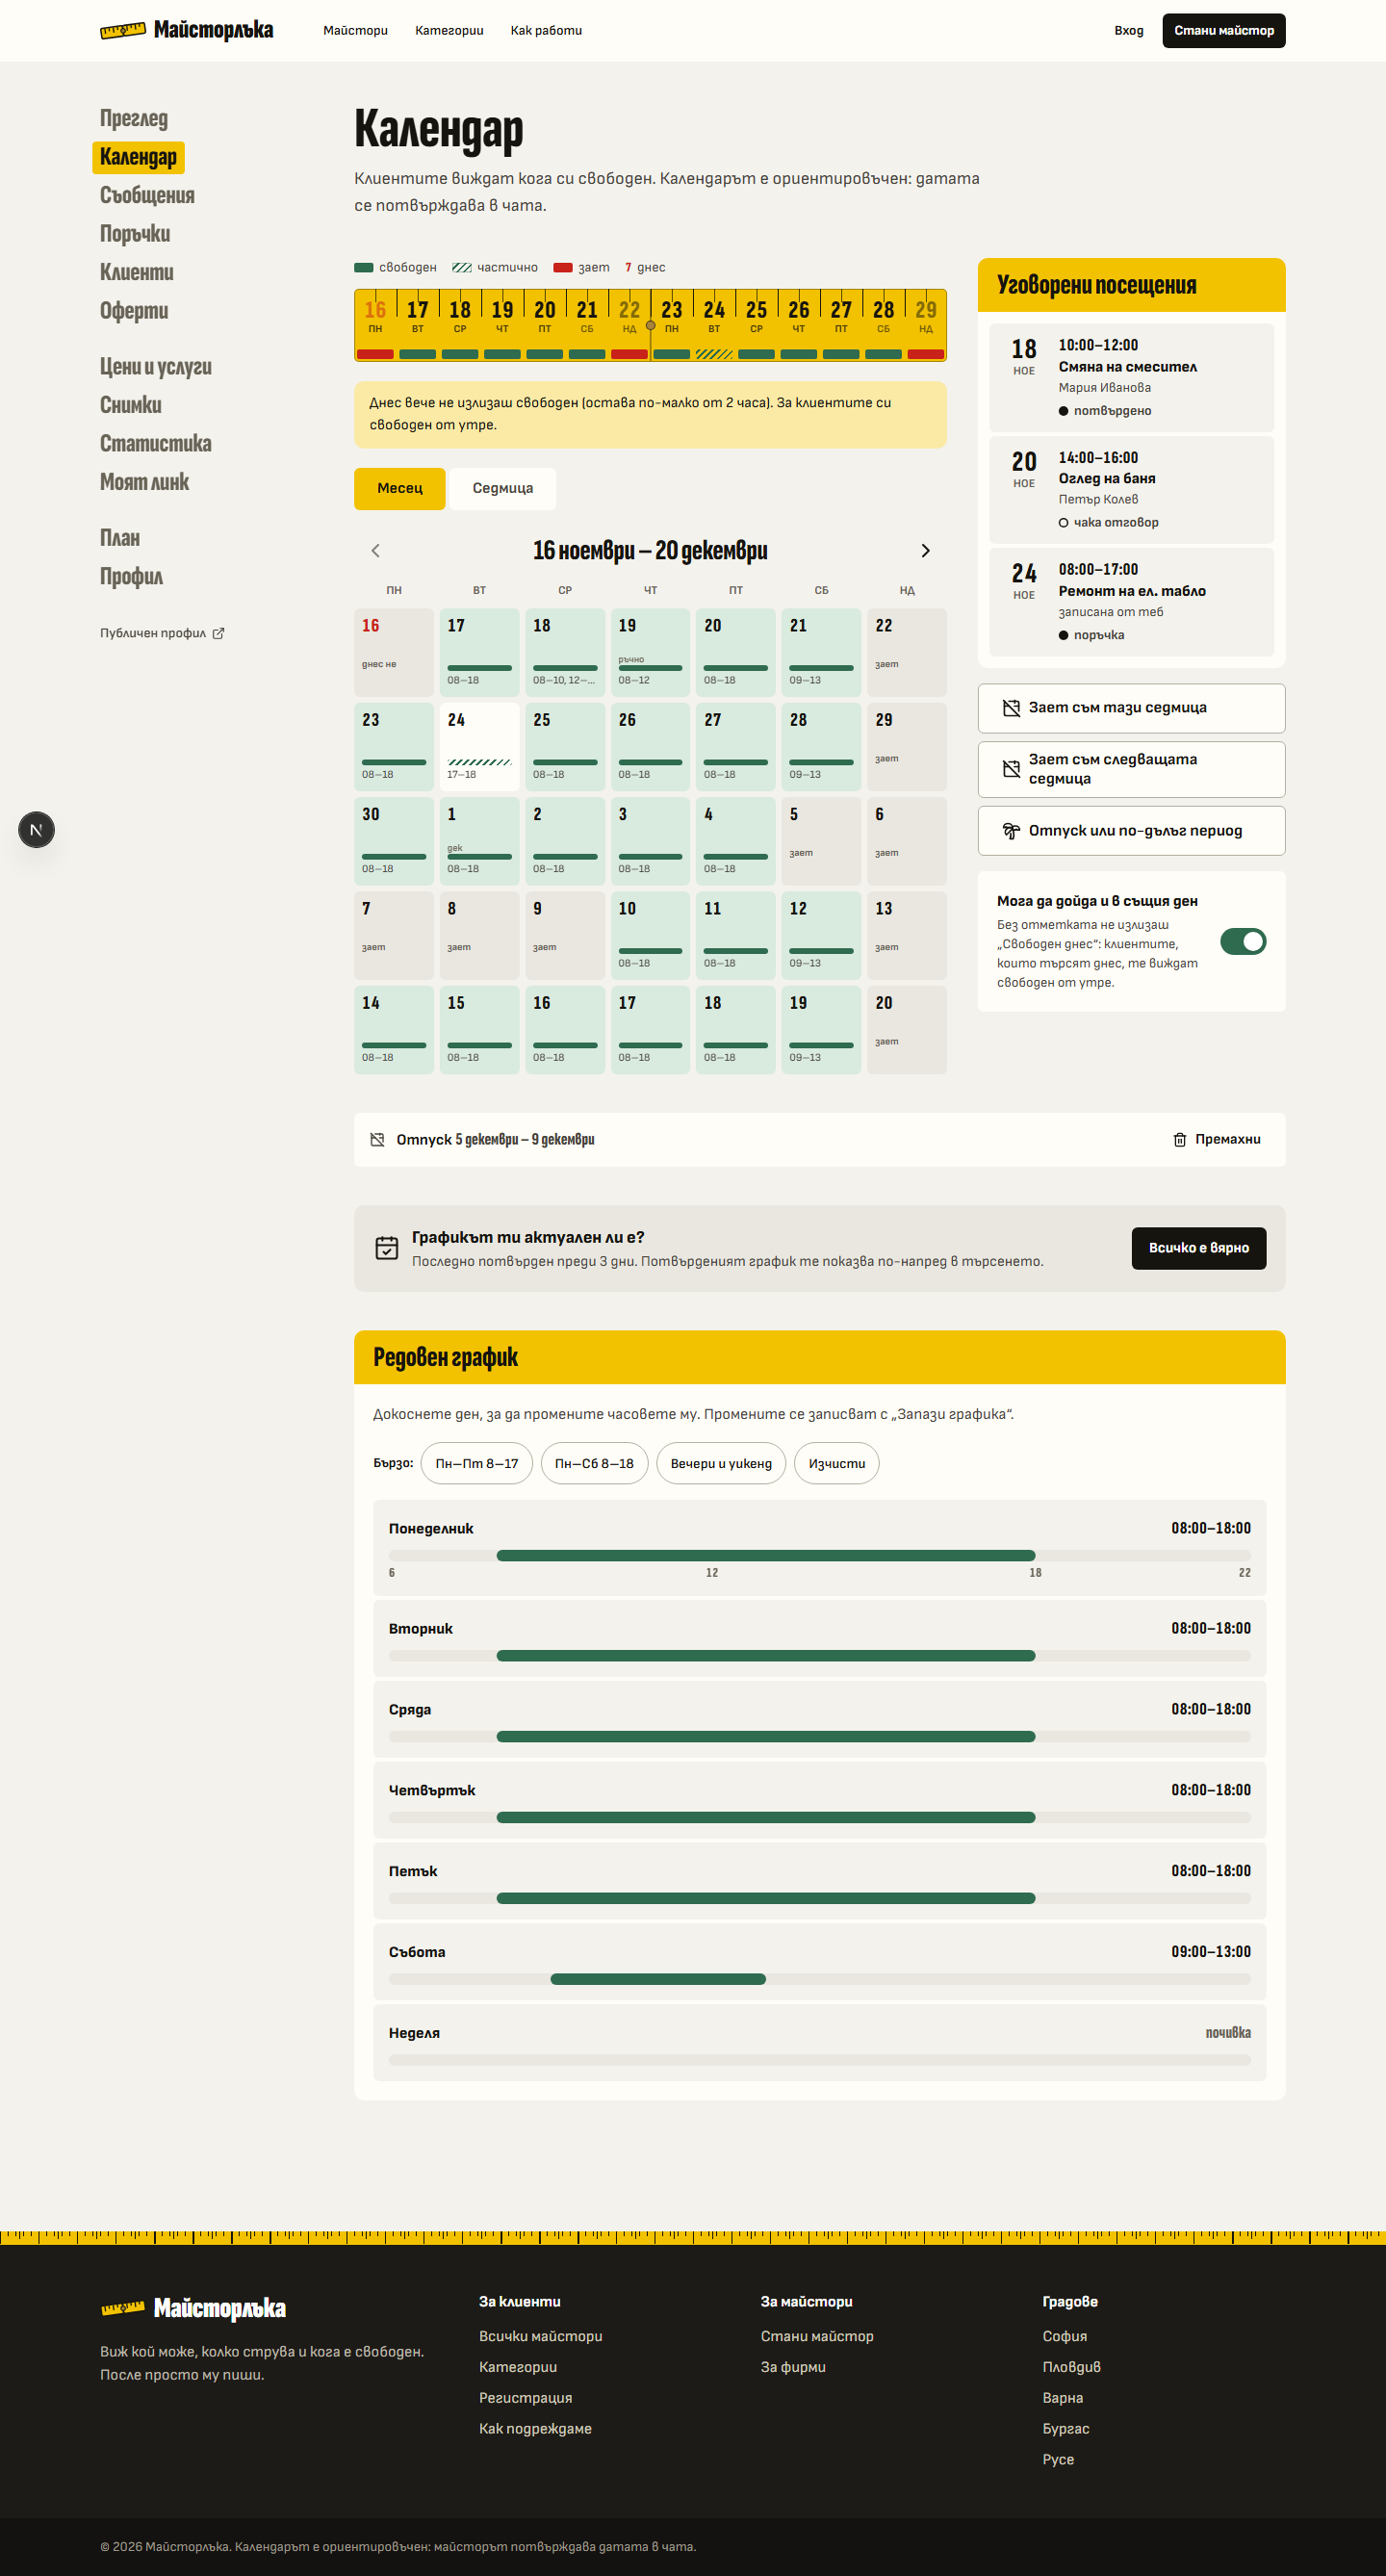 Майсторлъка
Майстори
Категории
Как работи
Вход
Стани майстор
Преглед
Календар
Съобщения
Поръчки
Клиенти
Оферти
Цени и услуги
Снимки
Статистика
Моят линк
План
Профил
Публичен профил
Календар
Клиентите виждат кога си свободен. Календарът е ориентировъчен: датата
се потвърждава в чата.
свободен частично зает 7 днес
16 17 18 19 20 21 22 23 24 25 26 27 28 29
ПН ВТ СР ЧТ ПТ СБ НД ПН ВТ СР ЧТ ПТ СБ НД
Днес вече не излизаш свободен (остава по-малко от 2 часа). За клиентите си
свободен от утре.
Месец Седмица
16 ноември – 20 декември
ПН ВТ СР ЧТ ПТ СБ НД
16 17 18 19 20 21 22
днес не ръчно зает
08–18 08–10, 12–... 08–12 08–18 09–13
23 24 25 26 27 28 29
зает
08–18 17–18 08–18 08–18 08–18 09–13
30 1 2 3 4 5 6
дек зает зает
08–18 08–18 08–18 08–18 08–18
7 8 9 10 11 12 13
зает зает зает зает
08–18 08–18 09–13
14 15 16 17 18 19 20
зает
08–18 08–18 08–18 08–18 08–18 09–13
Уговорени посещения
18 НОЕ
10:00–12:00
Смяна на смесител
Мария Иванова
потвърдено
20 НОЕ
14:00–16:00
Оглед на баня
Петър Колев
чака отговор
24 НОЕ
08:00–17:00
Ремонт на ел. табло
записана от теб
поръчка
Зает съм тази седмица
Зает съм следващата
седмица
Отпуск или по-дълъг период
Мога да дойда и в същия ден
Без отметката не излизаш
„Свободен днес“: клиентите,
които търсят днес, те виждат
свободен от утре.
Отпуск 5 декември – 9 декември
Премахни
Графикът ти актуален ли е?
Последно потвърден преди 3 дни. Потвърденият график те показва по-напред в търсенето.
Всичко е вярно
Редовен график
Докоснете ден, за да промените часовете му. Промените се записват с „Запази графика“.
Бързо: Пн–Пт 8–17 Пн–Сб 8–18 Вечери и уикенд Изчисти
Понеделник 08:00–18:00
6 12 18 22
Вторник 08:00–18:00
Сряда 08:00–18:00
Четвъртък 08:00–18:00
Петък 08:00–18:00
Събота 09:00–13:00
Неделя почивка
Майсторлъка
Виж кой може, колко струва и кога е свободен.
После просто му пиши.
За клиенти
Всички майстори
Категории
Регистрация
Как подреждаме
За майстори
Стани майстор
За фирми
Градове
София
Пловдив
Варна
Бургас
Русе
© 2026 Майсторлъка. Календарът е ориентировъчен: майсторът потвърждава датата в чата.